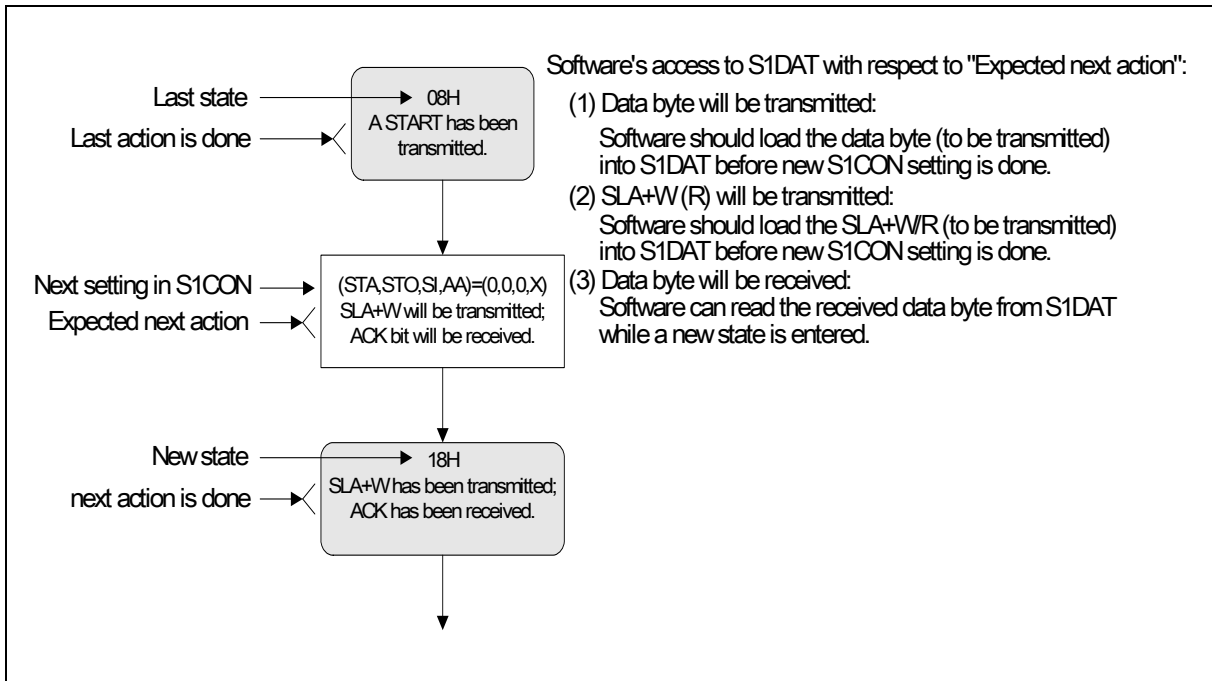 Last state
Last action is done
08H
A START has been
transmitted.
Next setting in S1CON
Expected next action
(STA,STO,SI,AA)=(0,0,0,X)
SLA+W will be transmitted;
ACK bit will be received.
New state
next action is done
18H
SLA+W has been transmitted;
ACK has been received.
Software's access to S1DAT with respect to "Expected next action":
(1) Data byte will be transmitted:
Software should load the data byte (to be transmitted)
into S1DAT before new S1CON setting is done.
(2) SLA+W (R) will be transmitted:
Software should load the SLA+W/R (to be transmitted)
into S1DAT before new S1CON setting is done.
(3) Data byte will be received:
Software can read the received data byte from S1DAT
while a new state is entered.